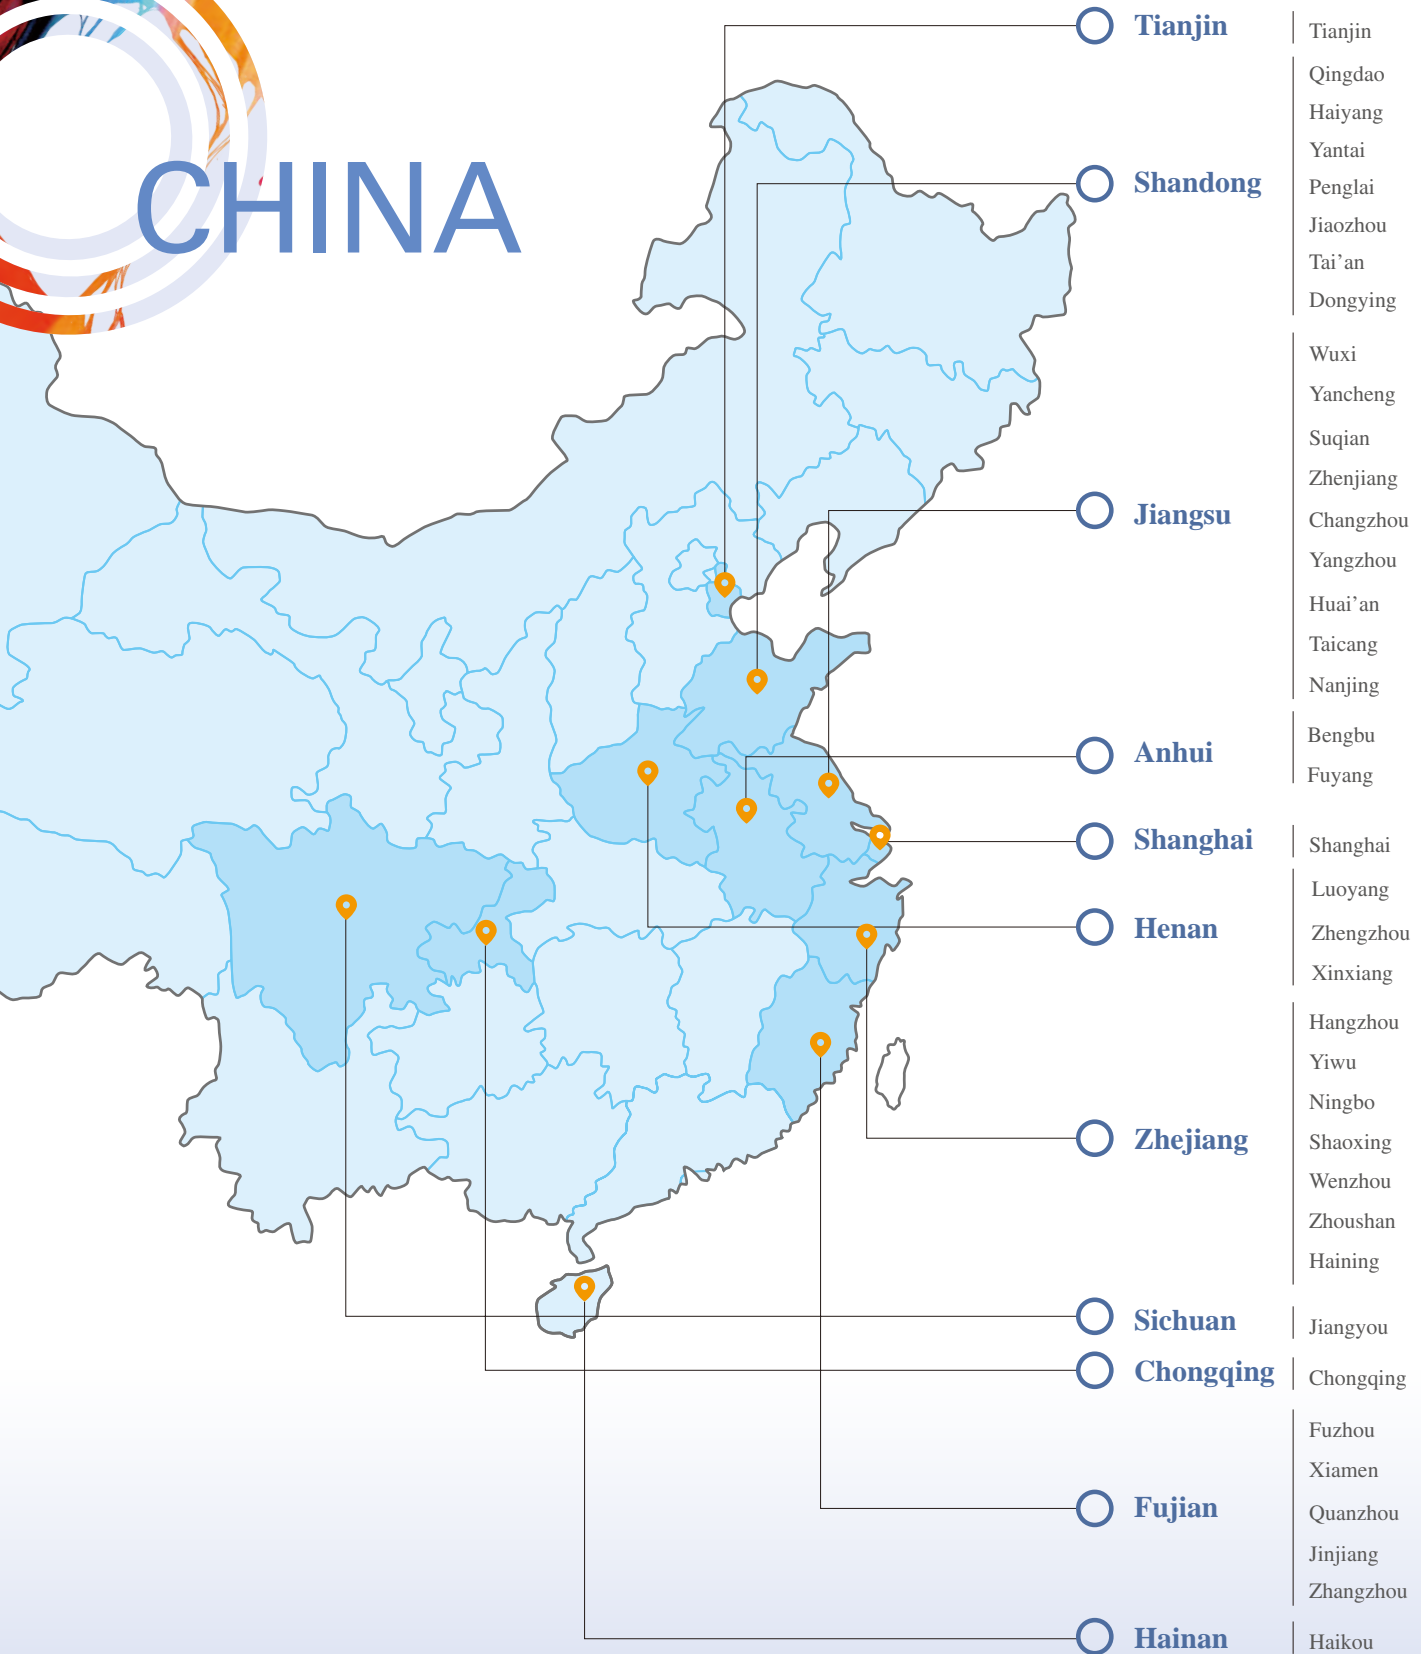 CHINA
Tianjin
Tianjin
Shandong
Qingdao
Haiyang
Yantai
Penglai
Jiaozhou
Tai’an
Dongying
Jiangsu
Wuxi
Yancheng
Suqian
Zhenjiang
Changzhou
Yangzhou
Huai’an
Taicang
Nanjing
Anhui
Bengbu
Fuyang
Shanghai
Shanghai
Henan
Luoyang
Zhengzhou
Xinxiang
Zhejiang
Hangzhou
Yiwu
Ningbo
Shaoxing
Wenzhou
Zhoushan
Haining
Sichuan
Jiangyou
Chongqing
Chongqing
Fujian
Fuzhou
Xiamen
Quanzhou
Jinjiang
Zhangzhou
Hainan
Haikou